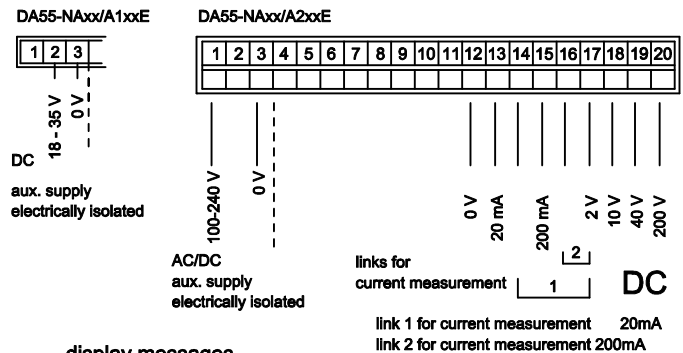 DA55-NAxx/A1xxE
DA55-NAxx/A2xxE
1 2 3
1 2 3 4 5 6 7 8 9 10 11 12 13 14 15 16 17 18 19 20
18 - 35 V
0 V
DC
aux. supply
electrically isolated
100-240 V
0 V
AC/DC
aux. supply
electrically isolated
0 V
20 mA
200 mA
2 V
10 V
40 V
200 V
links for
current measurement
2
1
DC
link 1 for current measurement 20mA
link 2 for current measurement 200mA
display messages